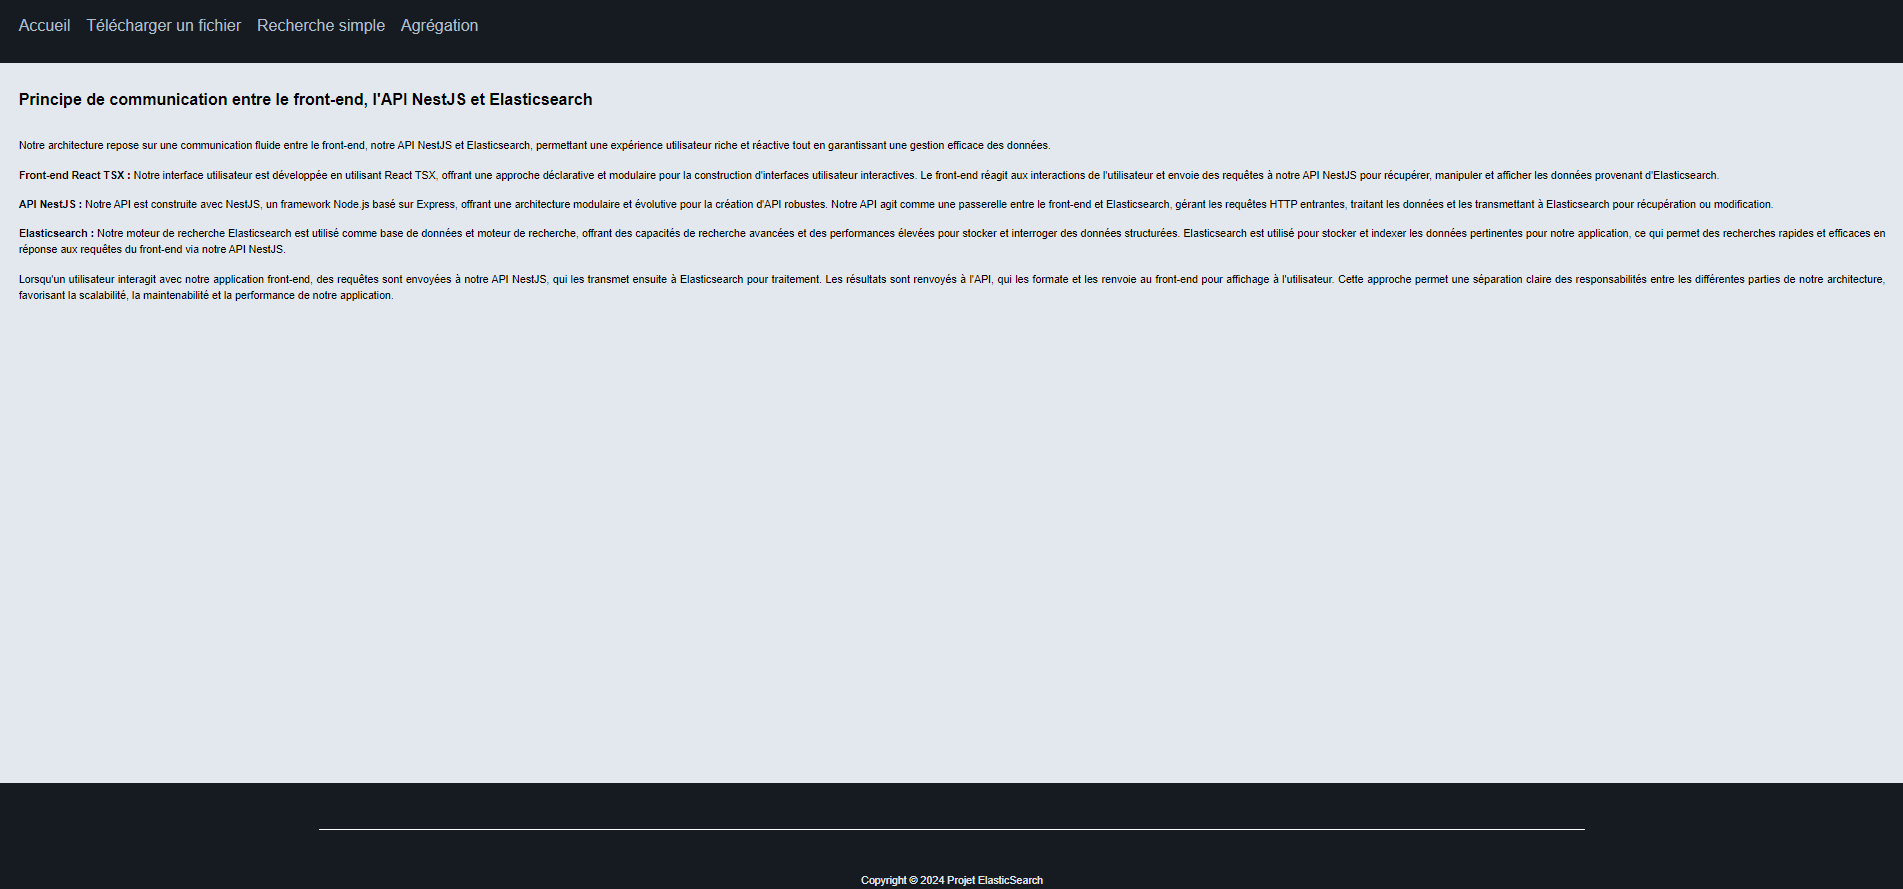 Accueil Télécharger un fichier Recherche simple Agrégation
Principe de communication entre le front-end, l'API NestJS et Elasticsearch
Notre architecture repose sur une communication fluide entre le front-end, notre API NestJS et Elasticsearch, permettant une expérience utilisateur riche et réactive tout en garantissant une gestion efficace des données.
Front-end React TSX : Notre interface utilisateur est développée en utilisant React TSX, offrant une approche déclarative et modulaire pour la construction d'interfaces utilisateur interactives. Le front-end réagit aux interactions de l'utilisateur et envoie des requêtes à notre API NestJS pour récupérer, manipuler et afficher les données provenant d'Elasticsearch.
API NestJS : Notre API est construite avec NestJS, un framework Node.js basé sur Express, offrant une architecture modulaire et évolutive pour la création d'API robustes. Notre API agit comme une passerelle entre le front-end et Elasticsearch, gérant les requêtes HTTP entrantes, traitant les données et les transmettant à Elasticsearch pour récupération ou modification.
Elasticsearch : Notre moteur de recherche Elasticsearch est utilisé comme base de données et moteur de recherche, offrant des capacités de recherche avancées et des performances élevées pour stocker et interroger des données structurées. Elasticsearch est utilisé pour stocker et indexer les données pertinentes pour notre application, ce qui permet des recherches rapides et efficaces en
réponse aux requêtes du front-end via notre API NestJS.
Lorsqu'un utilisateur interagit avec notre application front-end, des requêtes sont envoyées à notre API NestJS, qui les transmet ensuite à Elasticsearch pour traitement. Les résultats sont renvoyés à l'API, qui les formate et les renvoie au front-end pour affichage à l'utilisateur. Cette approche permet une séparation claire des responsabilités entre les différentes parties de notre architecture,
favorisant la scalabilité, la maintenabilité et la performance de notre application.
Copyright © 2024 Projet ElasticSearch